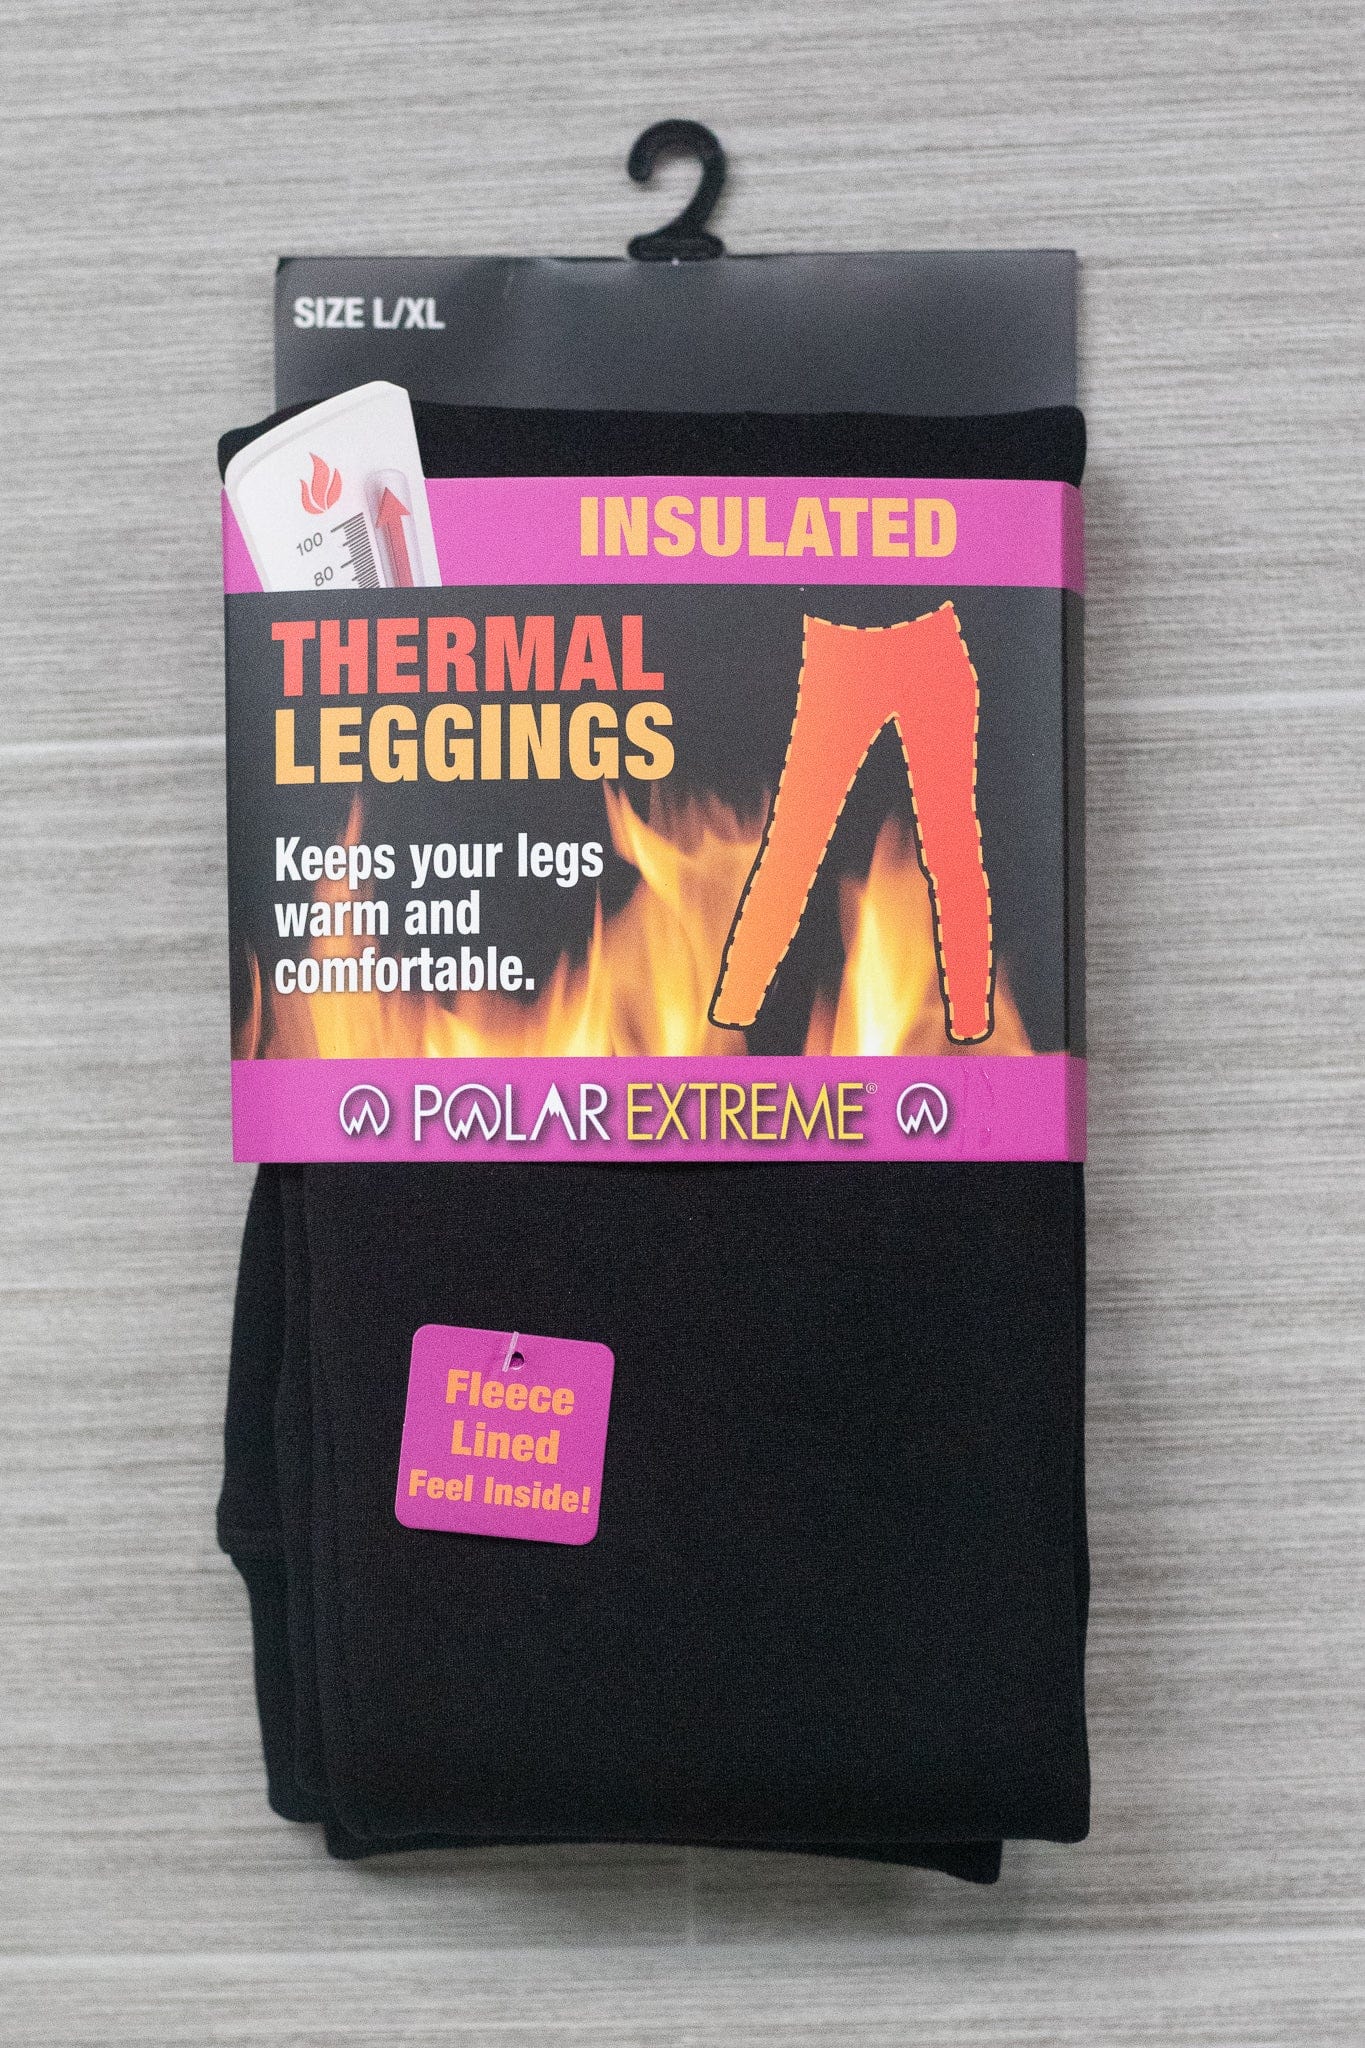 SIZE L/XL
100
80
INSULATED
THERMAL
LEGGINGS
Keeps your legs
warm and
comfortable.
POLAR EXTREME®
Fleece
Lined
Feel Inside!